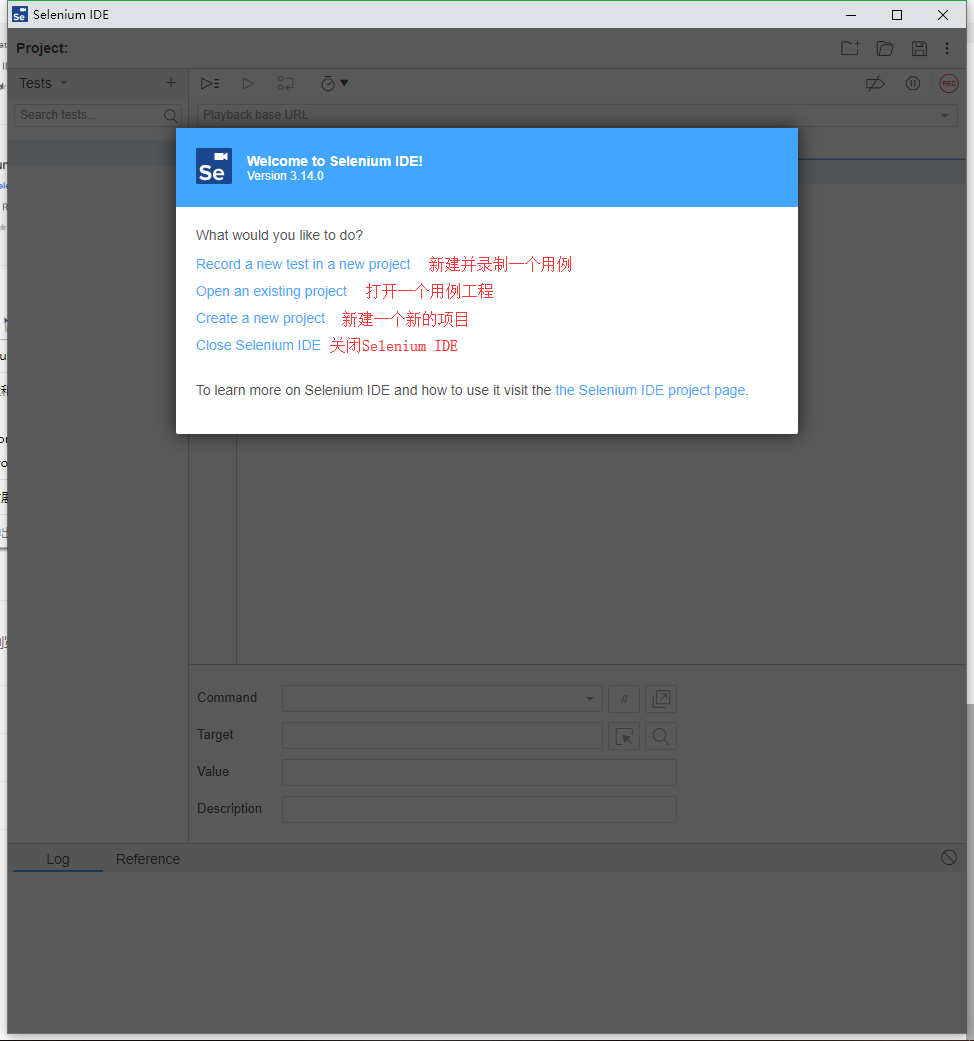 Selenium IDE
Project:
Tests
Search tests...
Playback base URL
REC
Se
Welcome to Selenium IDE!
Version 3.14.0
What would you like to do?
Record a new test in a new project 新建并录制一个用例
Open an existing project 打开一个用例工程
Create a new project 新建一个新的项目
Close Selenium IDE 关闭Selenium IDE
To learn more on Selenium IDE and how to use it visit the the Selenium IDE project page.
Command
//
Target
Value
Description
Log Reference